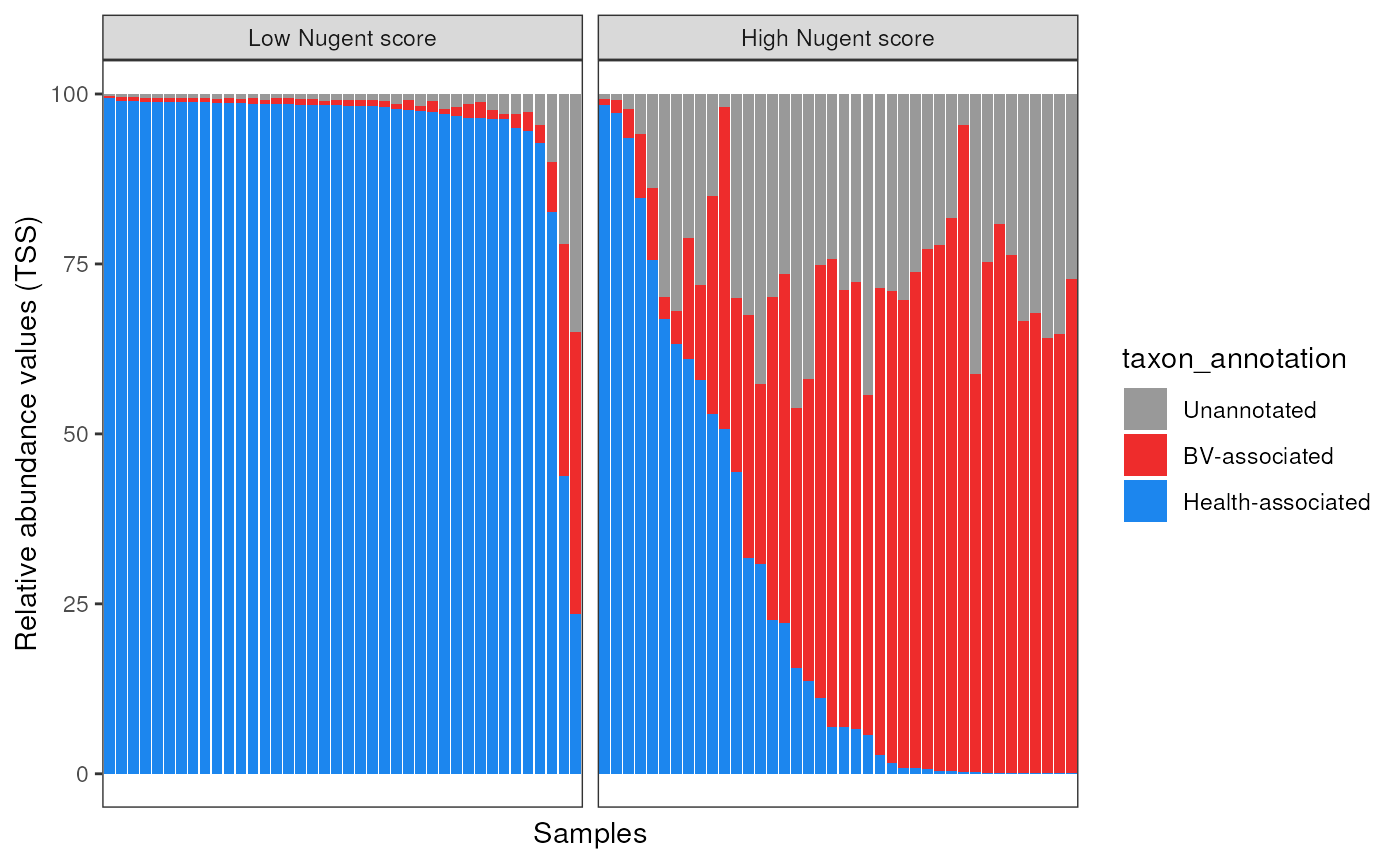 Low Nugent score
High Nugent score
Relative abundance values (TSS)
100
75
50
25
0
Samples
taxon_annotation
Unannotated
BV-associated
Health-associated